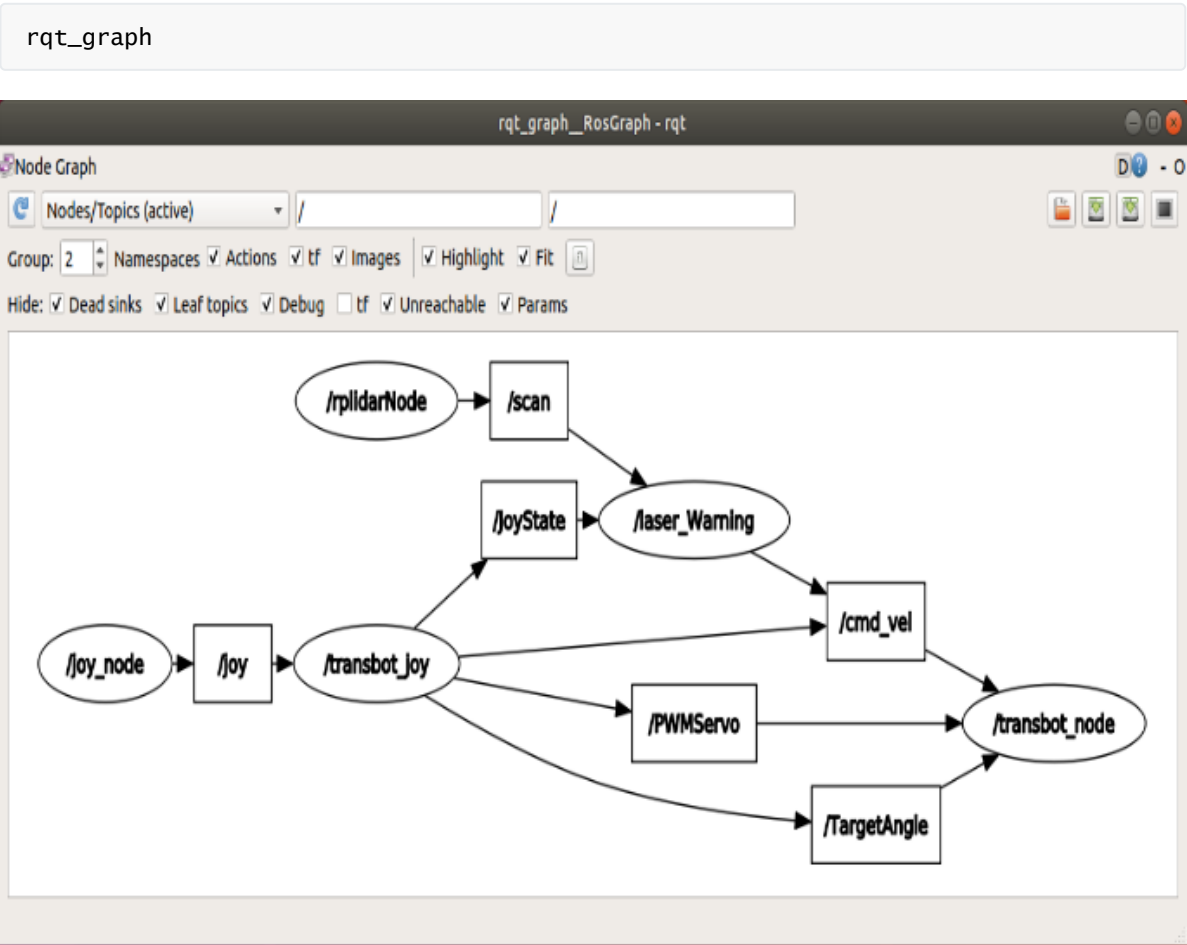 rqt_graph
rqt_graph__RosGraph - rqt
Node Graph
D - O
Nodes/Topics (active) / /
Group: 2 Namespaces Actions tf Images Highlight Fit
Hide: Dead sinks Leaf topics Debug tf Unreachable Params
/rplidarNode /scan
/JoyState /laser_Warning
/cmd_vel
/joy_node /joy /transbot_joy
/PWMServo /transbot_node
/TargetAngle